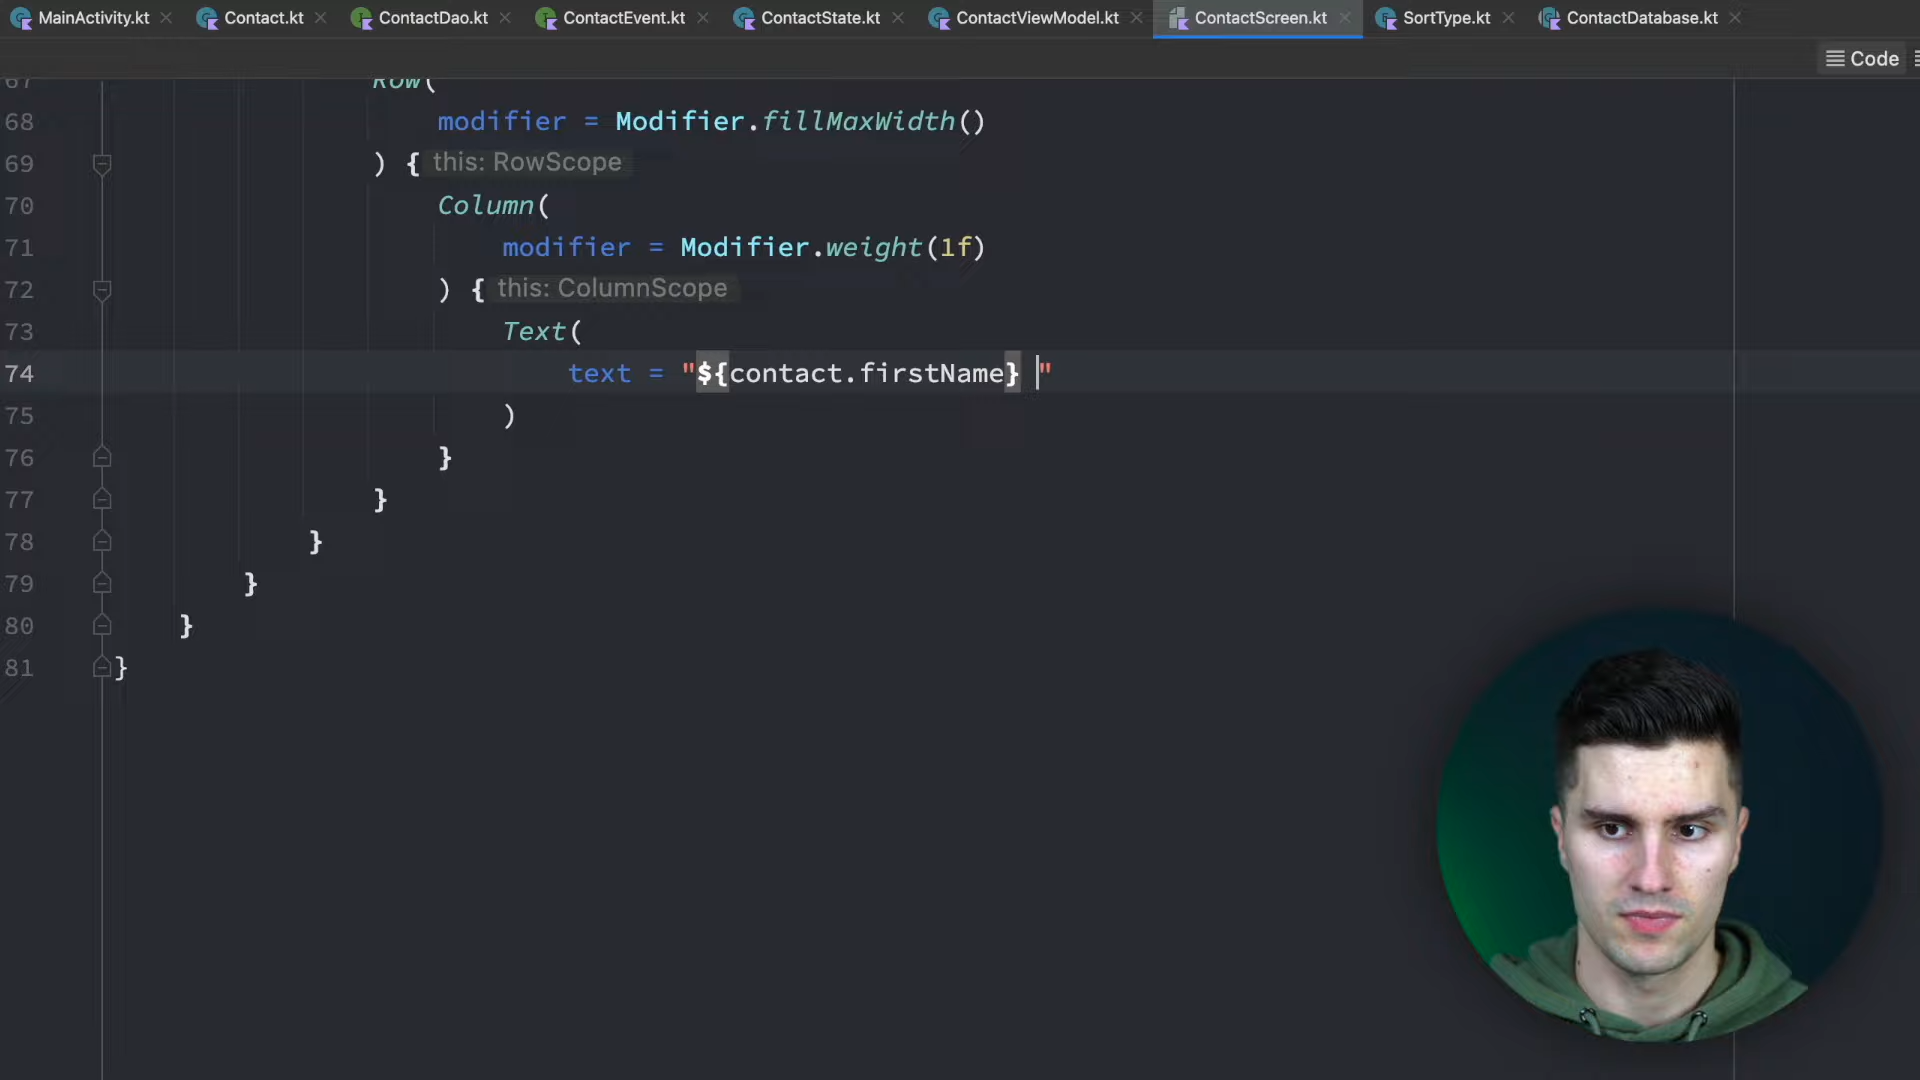 MainActivity.kt Contact.kt ContactDao.kt ContactEvent.kt ContactState.kt ContactViewModel.kt ContactScreen.kt SortType.kt ContactDatabase.kt
Code
67 Row(
68 modifier = Modifier.fillMaxWidth()
69 ) { this: RowScope
70 Column(
71 modifier = Modifier.weight(1f)
72 ) { this: ColumnScope
73 Text(
74 text = "${contact.firstName} "
75 )
76 }
77 }
78 }
79 }
80 }
81 }